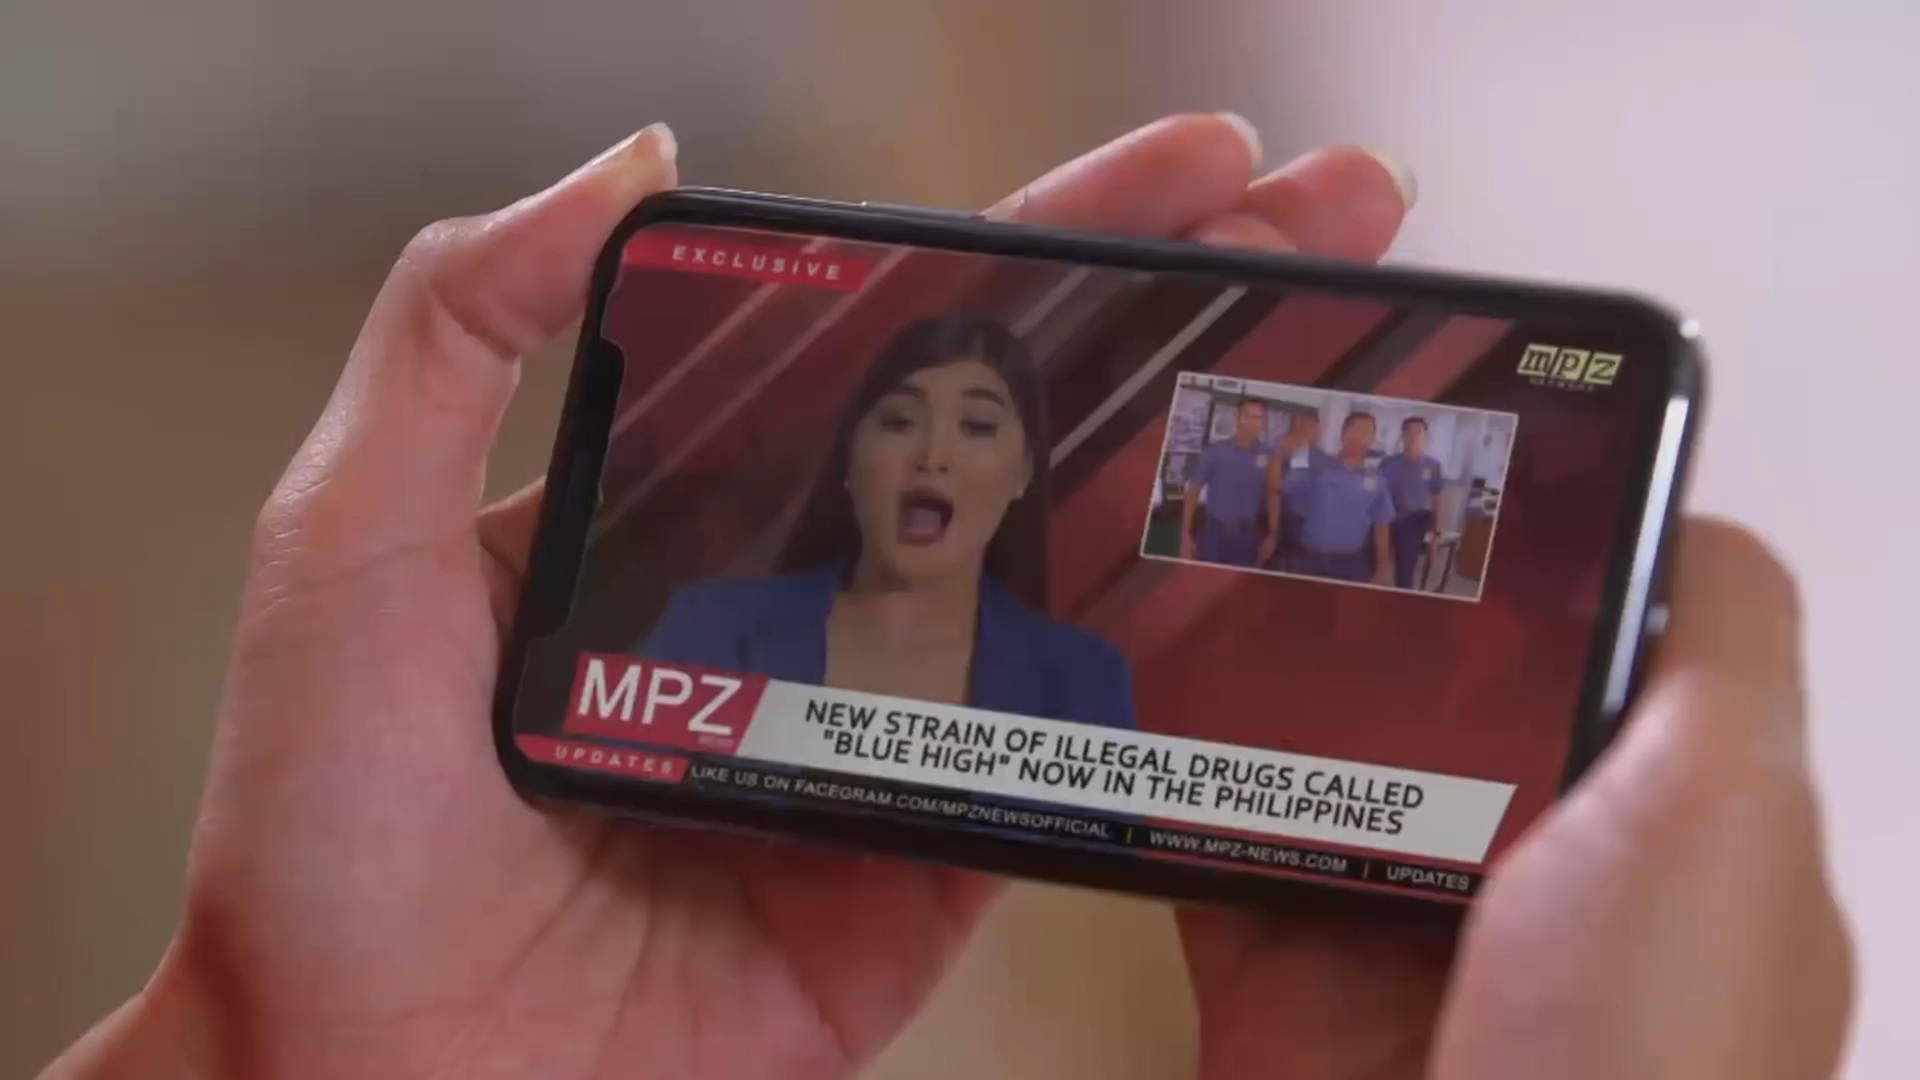 EXCLUSIVE
mpz
MPZ
NEW STRAIN OF ILLEGAL DRUGS CALLED
"BLUE HIGH" NOW IN THE PHILIPPINES
UPDATES
LIKE US ON FACEGRAM.COM/MPZNEWSOFFICIAL | WWW.MPZ-NEWS.COM | UPDATES